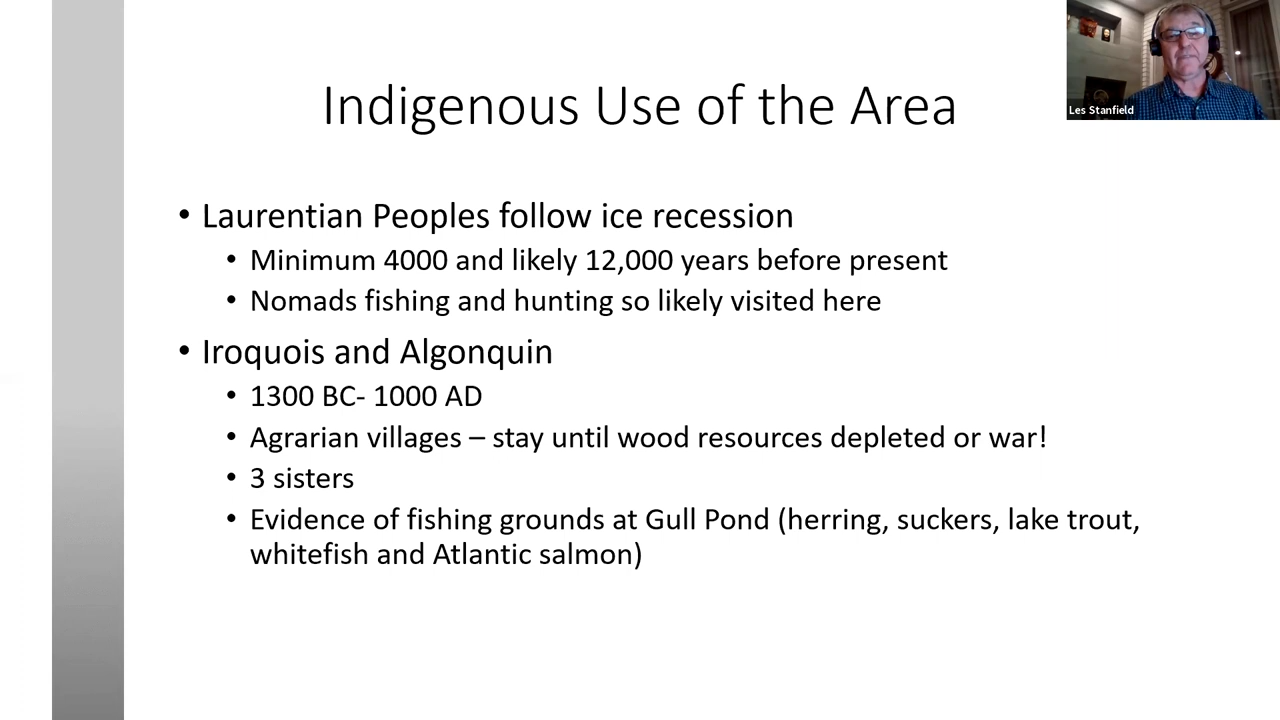 Les Stanfield
Indigenous Use of the Area
• Laurentian Peoples follow ice recession
• Minimum 4000 and likely 12,000 years before present
• Nomads fishing and hunting so likely visited here
• Iroquois and Algonquin
• 1300 BC- 1000 AD
• Agrarian villages – stay until wood resources depleted or war!
• 3 sisters
• Evidence of fishing grounds at Gull Pond (herring, suckers, lake trout,
whitefish and Atlantic salmon)